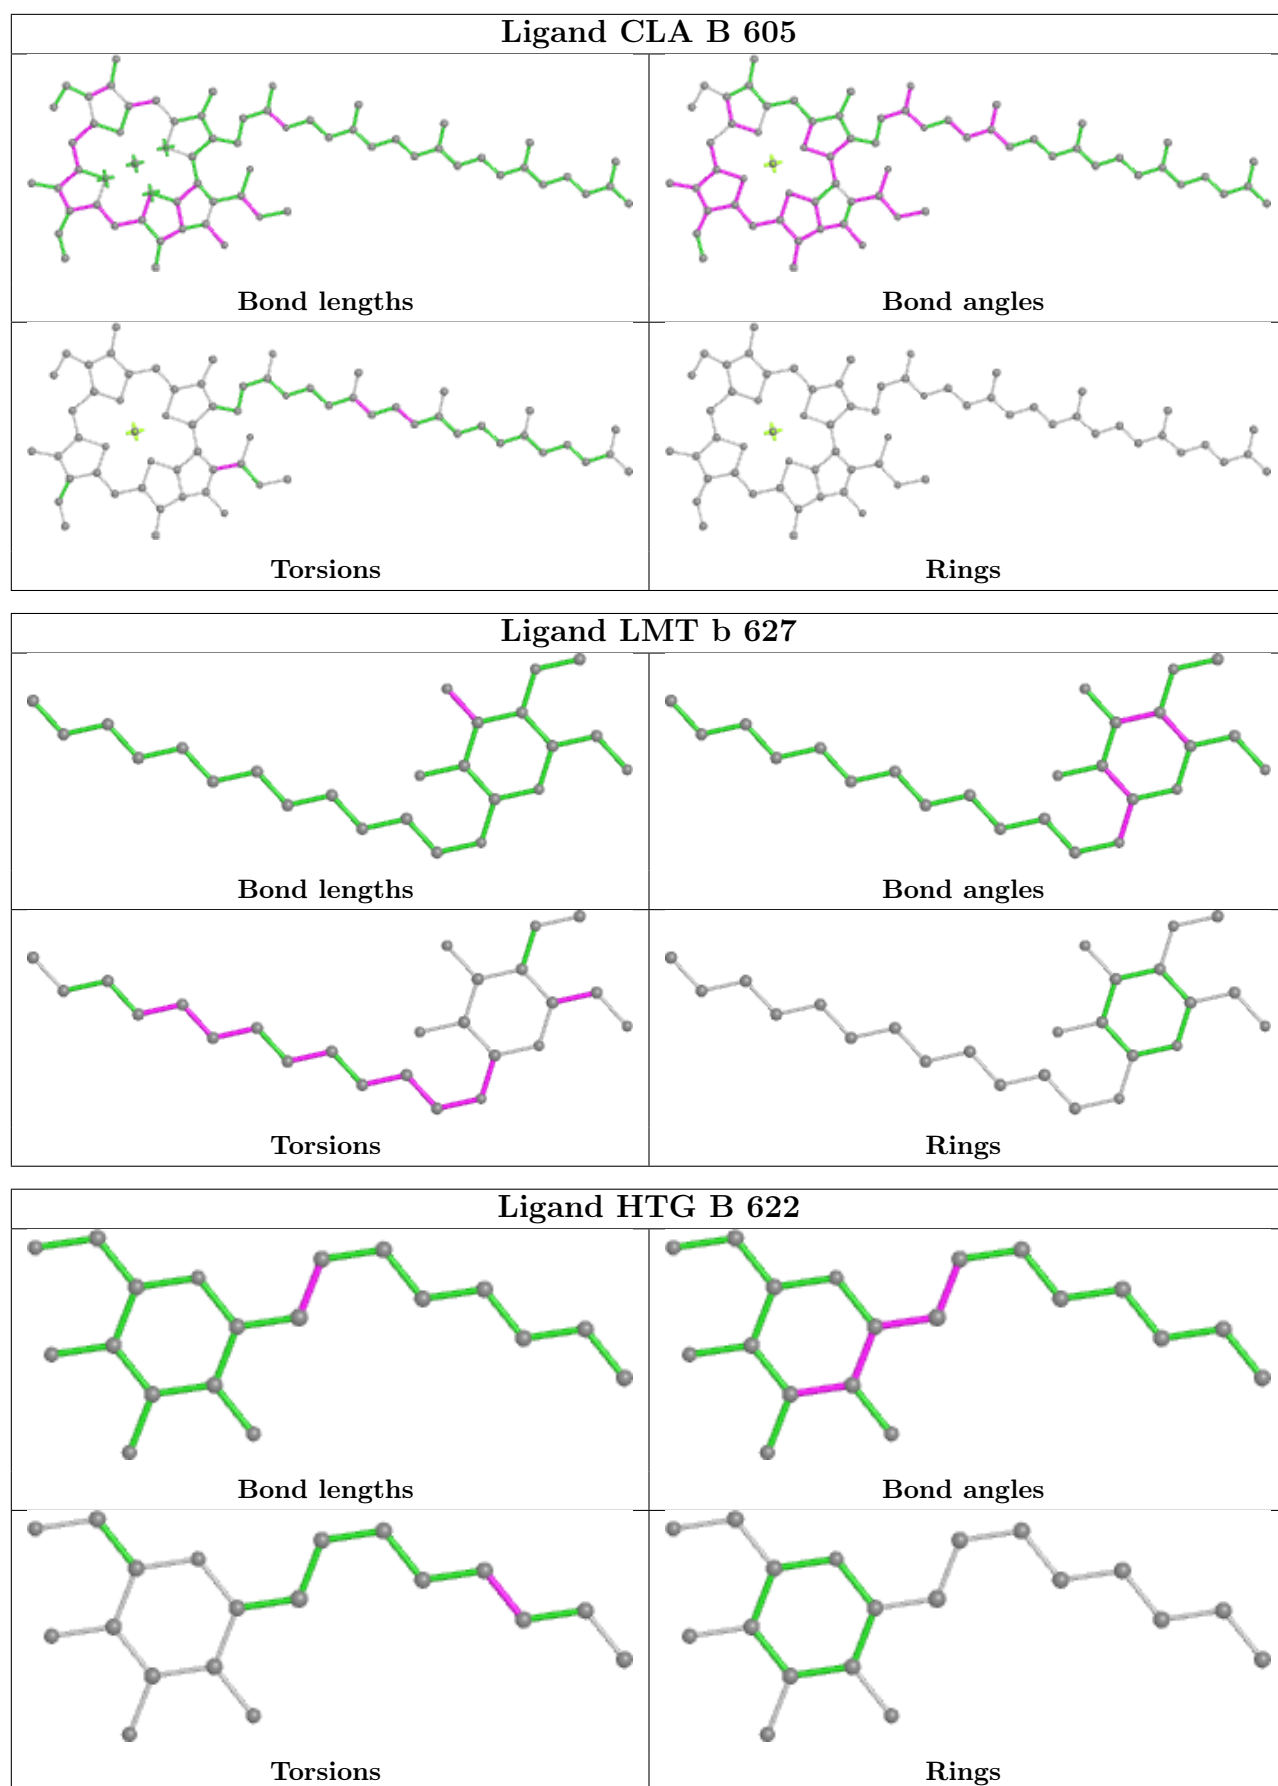 Ligand CLA B 605
Bond lengths
Bond angles
Torsions
Rings
Ligand LMT b 627
Bond lengths
Bond angles
Torsions
Rings
Ligand HTG B 622
Bond lengths
Bond angles
Torsions
Rings